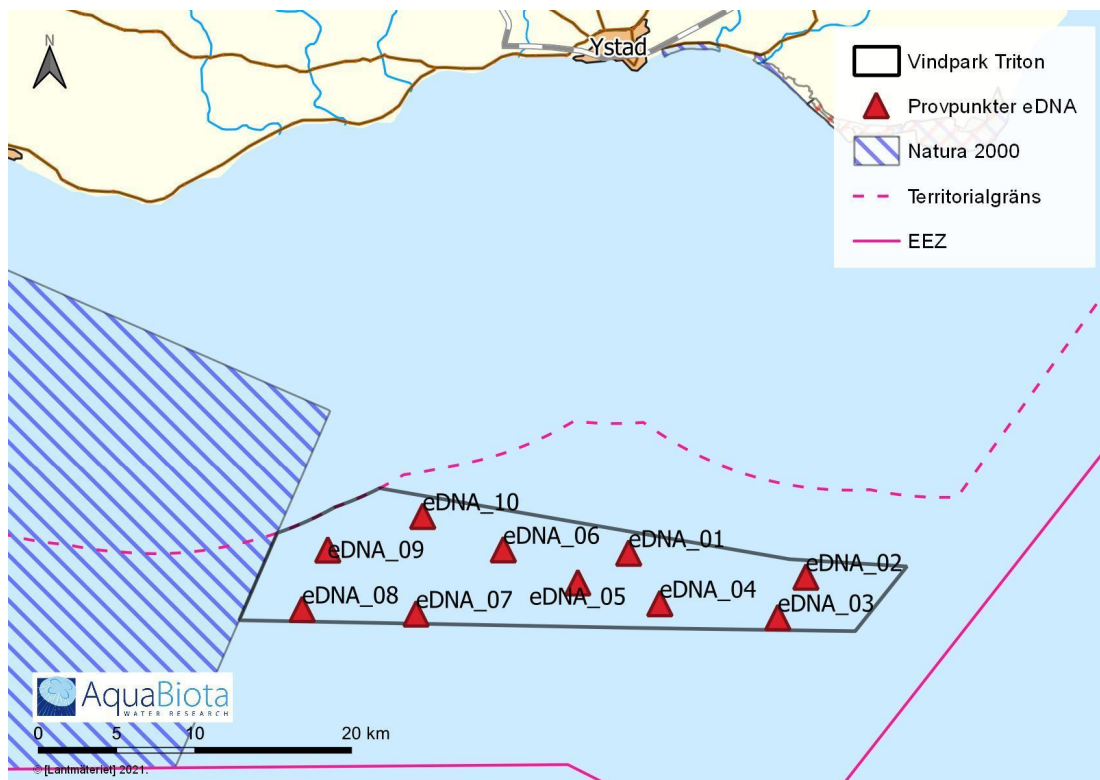 N
Ystad
Vindpark Triton
Provpunkter eDNA
Natura 2000
Territorialgräns
EEZ
eDNA_10
eDNA_06
eDNA_01
eDNA_09
eDNA_02
eDNA_08
eDNA_07
eDNA_05
eDNA_04
eDNA_03
AquaBiota
WATER RESEARCH
0 5 10 20 km
© [Lantmäteriet] 2021.